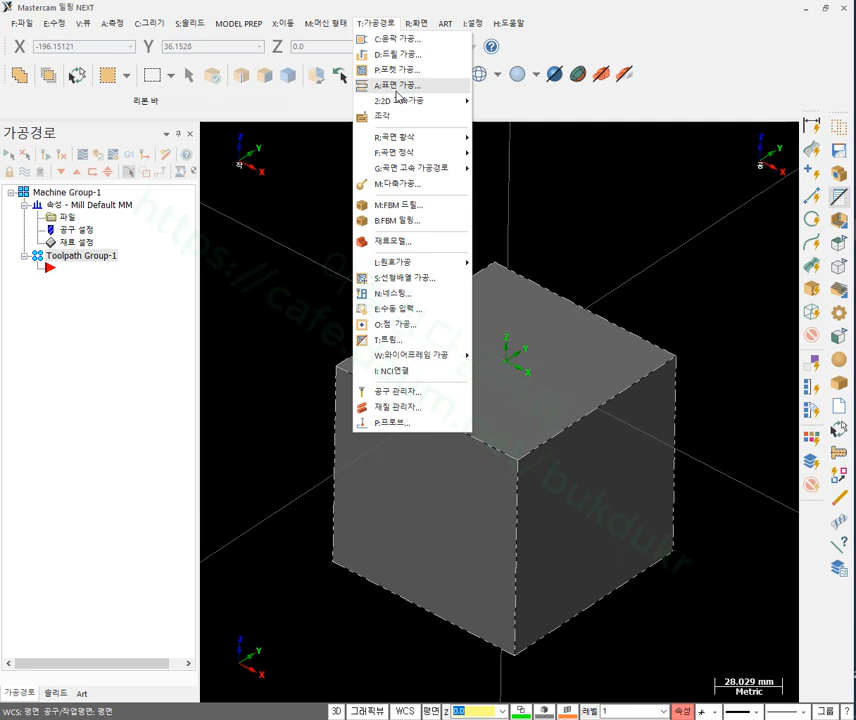 Mastercam 밀링 NEXT
F:파일 E:수정 V:뷰 A:측정 C:그리기 S:솔리드 MODEL PREP X:이동 M:머신 형태 T:가공경로 R:화면 ART I:설정 H:도움말
X -196.15121 Y 36.1528 Z 0.0
리본 바
가공경로
Machine Group-1
속성 - Mill Default MM
파일
공구 설정
재료 설정
Toolpath Group-1
C:윤곽 가공...
D:드릴 가공...
P:포켓 가공...
A:표면 가공...
2:2D 고속가공
조각
R:곡면 황삭
F:곡면 정삭
G:곡면 고속 가공경로
M:다축가공...
M:FBM 드릴...
B:FBM 밀링...
재료모델...
L:원호가공
S:선형배열 가공...
N:네스팅...
E:수동 입력 ...
O:점 가공...
T:트림...
W:와이어프레임 가공
I: NCI연결
공구 관리자...
재질 관리자...
P:프로브...
Z Y X 작
Z Y X 공
Z Y X
Z Y X
28.029 mm
Metric
가공경로 솔리드 Art
WCS: 평면 공구/작업평면: 평면
3D 그래픽뷰 WCS 평면 Z 0.0 레벨 1 속성 그룹 ?